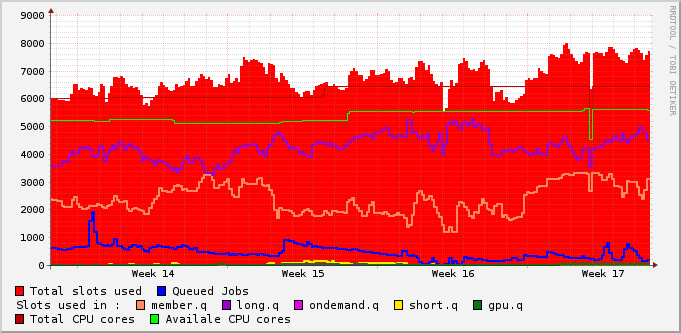 9000
8000
7000
6000
5000
4000
3000
2000
1000
0
Week 14 Week 15 Week 16 Week 17
Total slots used Queued Jobs
Slots used in : member.q long.q ondemand.q short.q gpu.q
Total CPU cores Availale CPU cores
RRDTOOL / TOBI OETIKER